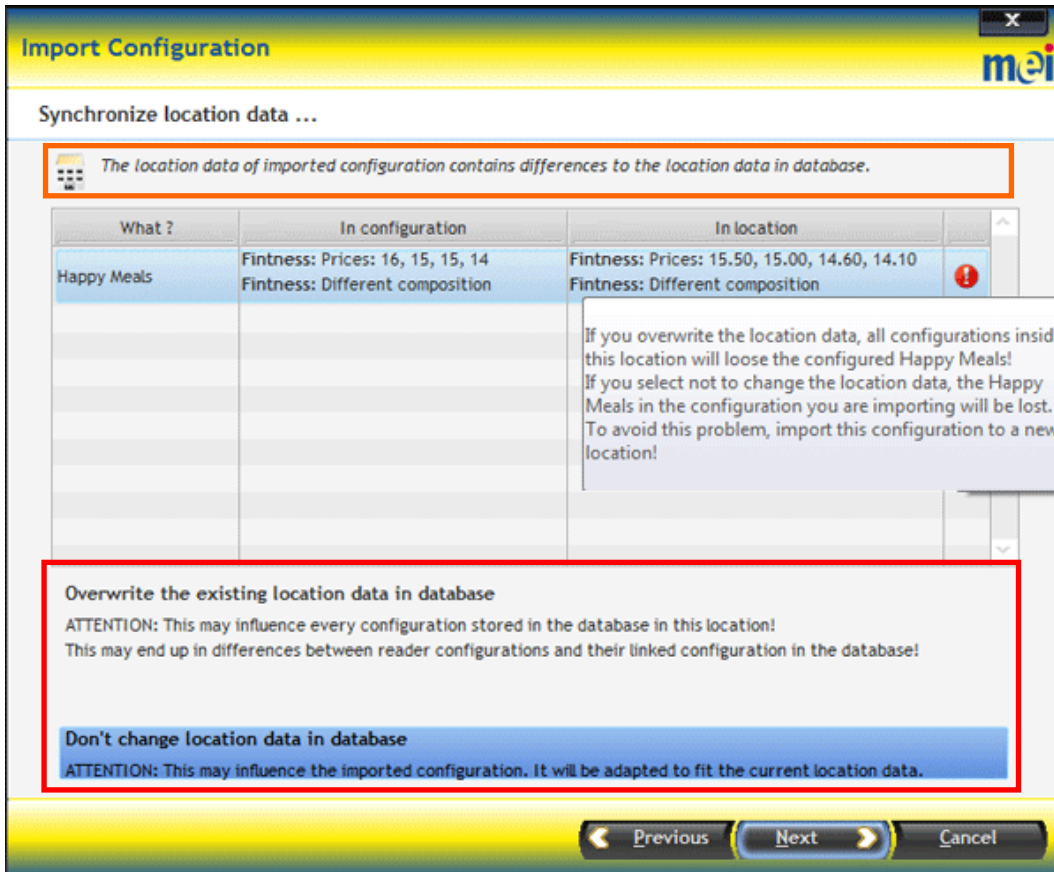 x
Import Configuration
mei
Synchronize location data ...
The location data of imported configuration contains differences to the location data in database.
What ? In configuration In location
Happy Meals
Fintness: Prices: 16, 15, 15, 14
Fintness: Different composition
Fintness: Prices: 15.50, 15.00, 14.60, 14.10
Fintness: Different composition
If you overwrite the location data, all configurations insid
this location will loose the configured Happy Meals!
If you select not to change the location data, the Happy
Meals in the configuration you are importing will be lost.
To avoid this problem, import this configuration to a new
location!
Overwrite the existing location data in database
ATTENTION: This may influence every configuration stored in the database in this location!
This may end up in differences between reader configurations and their linked configuration in the database!
Don't change location data in database
ATTENTION: This may influence the imported configuration. It will be adapted to fit the current location data.
Previous Next Cancel